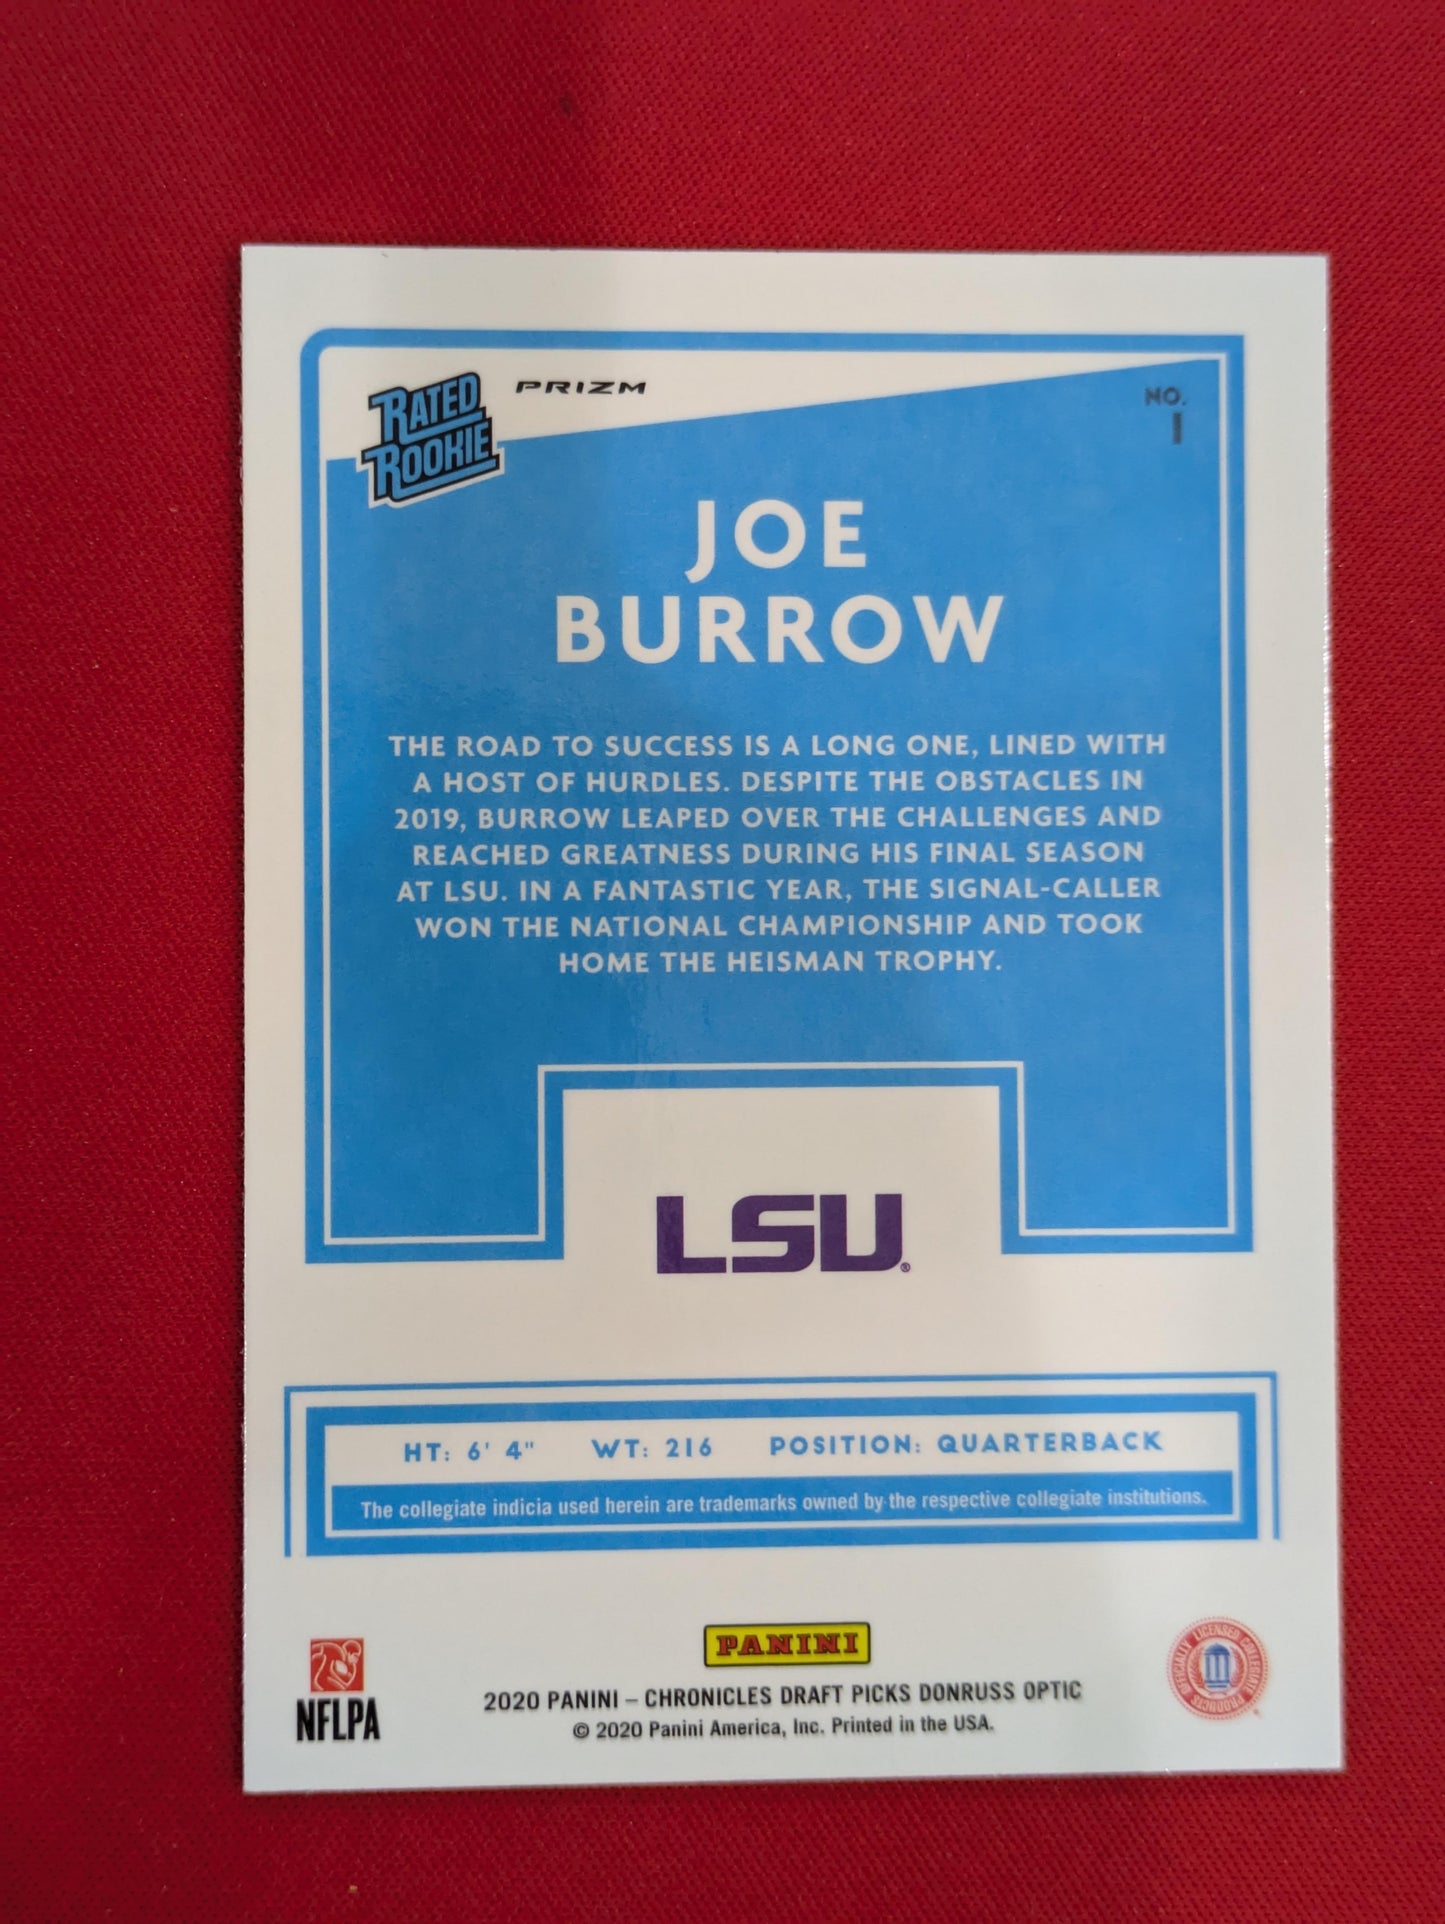 RATED
ROOKIE
PRIZM
NO.
1
JOE
BURROW
THE ROAD TO SUCCESS IS A LONG ONE, LINED WITH
A HOST OF HURDLES. DESPITE THE OBSTACLES IN
2019, BURROW LEAPED OVER THE CHALLENGES AND
REACHED GREATNESS DURING HIS FINAL SEASON
AT LSU. IN A FANTASTIC YEAR, THE SIGNAL-CALLER
WON THE NATIONAL CHAMPIONSHIP AND TOOK
HOME THE HEISMAN TROPHY.
LSU®
HT: 6' 4" WT: 216 POSITION: QUARTERBACK
The collegiate indicia used herein are trademarks owned by the respective collegiate institutions.
PANINI
NFLPA
2020 PANINI – CHRONICLES DRAFT PICKS DONRUSS OPTIC
© 2020 Panini America, Inc. Printed in the USA.
OFFICIALLY LICENSED COLLEGIATE PRODUCTS